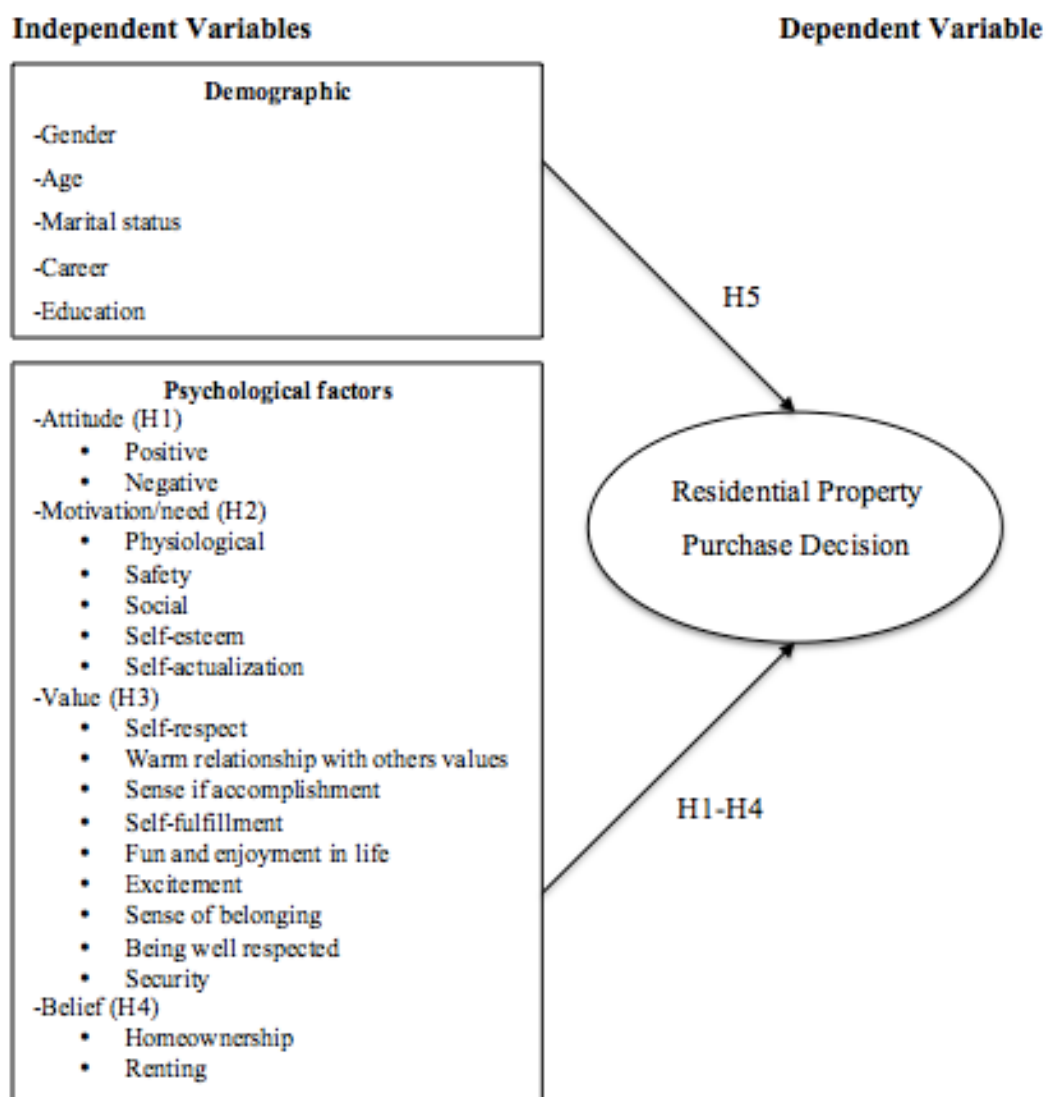 Independent Variables
Dependent Variable
Demographic
-Gender
-Age
-Marital status
-Career
-Education
H5
Psychological factors
-Attitude (H1)
• Positive
• Negative
-Motivation/need (H2)
• Physiological
• Safety
• Social
• Self-esteem
• Self-actualization
-Value (H3)
• Self-respect
• Warm relationship with others values
• Sense if accomplishment
• Self-fulfillment
• Fun and enjoyment in life
• Excitement
• Sense of belonging
• Being well respected
• Security
-Belief (H4)
• Homeownership
• Renting
Residential Property
Purchase Decision
H1-H4